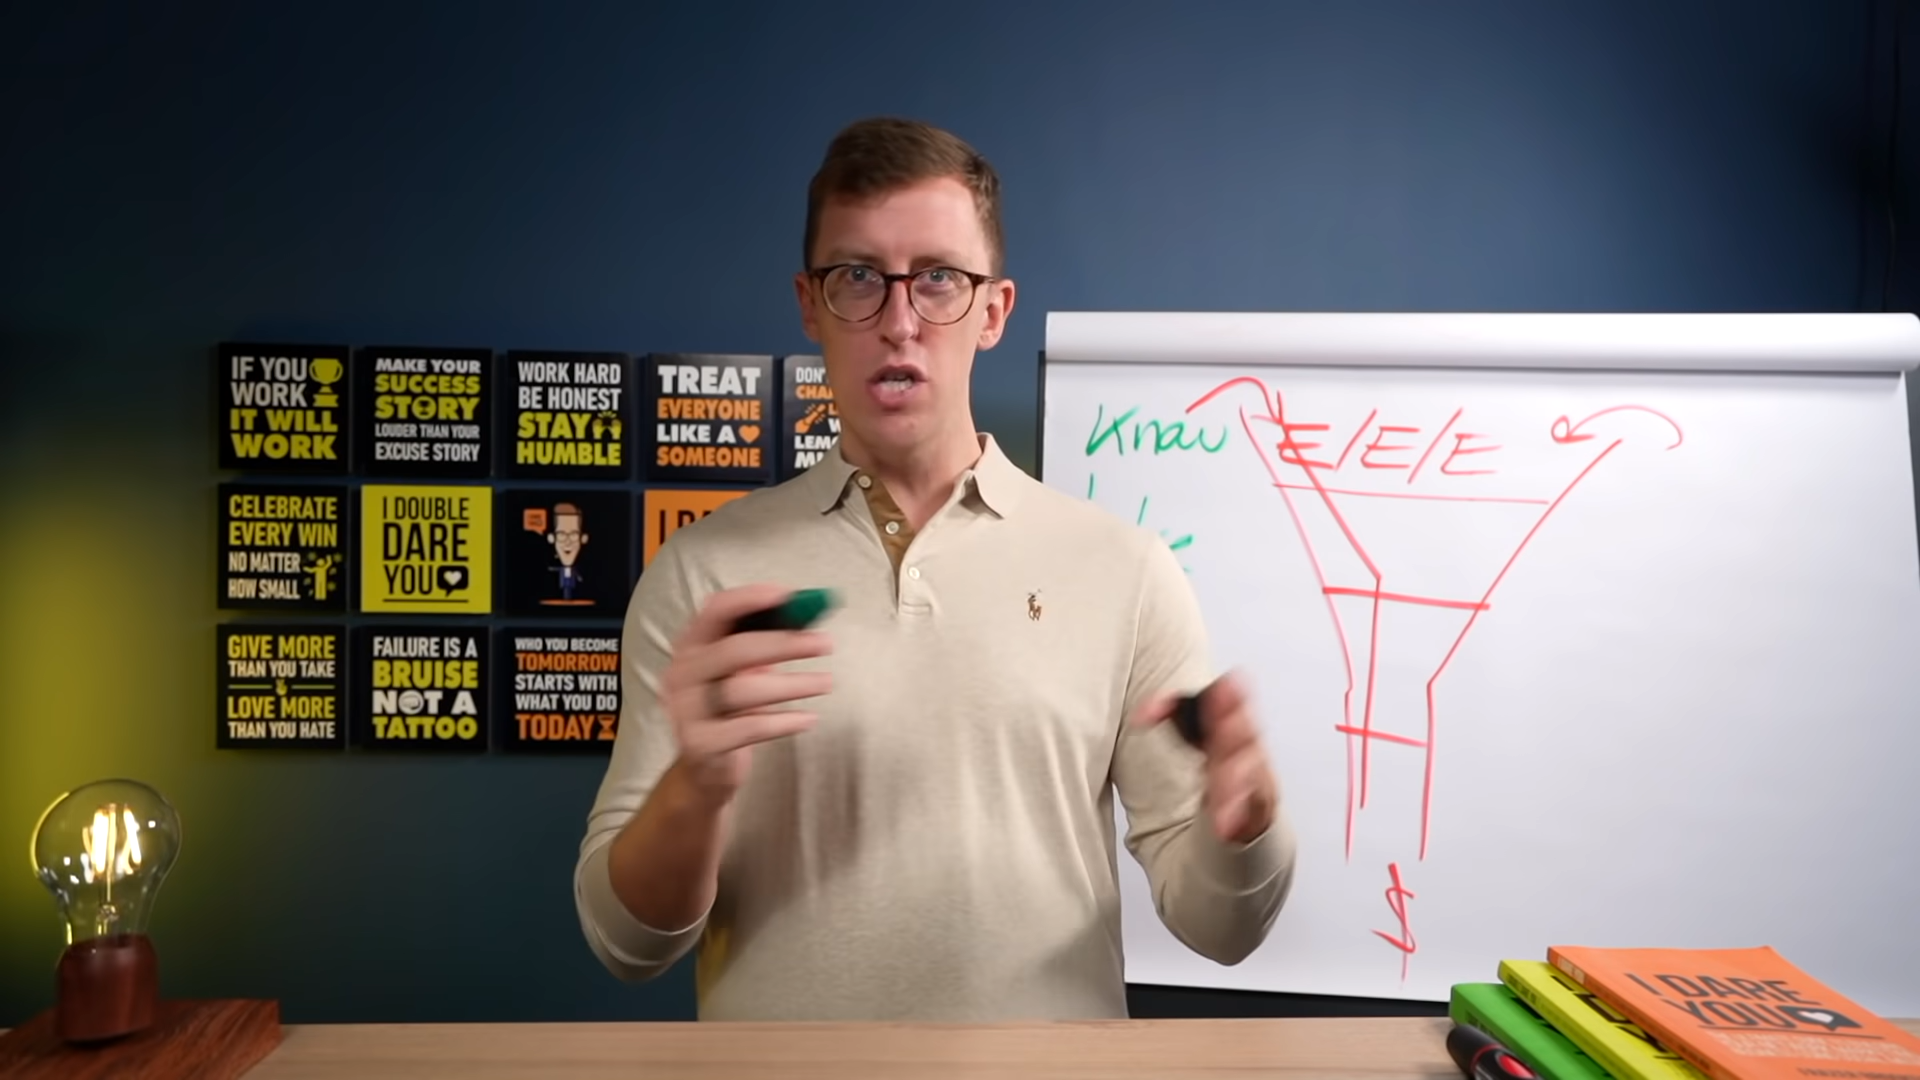 IF YOU
WORK
IT WILL
WORK
MAKE YOUR
SUCCESS
STORY
LOUDER THAN YOUR
EXCUSE STORY
WORK HARD
BE HONEST
STAY
HUMBLE
TREAT
EVERYONE
LIKE A
SOMEONE
CELEBRATE
EVERY WIN
NO MATTER
HOW SMALL
I DOUBLE
DARE
YOU
GIVE MORE
THAN YOU TAKE
LOVE MORE
THAN YOU HATE
FAILURE IS A
BRUISE
NOT A
TATTOO
WHO YOU BECOME
TOMORROW
STARTS WITH
WHAT YOU DO
TODAY
Know
E/E/E
$
I DARE
YOU